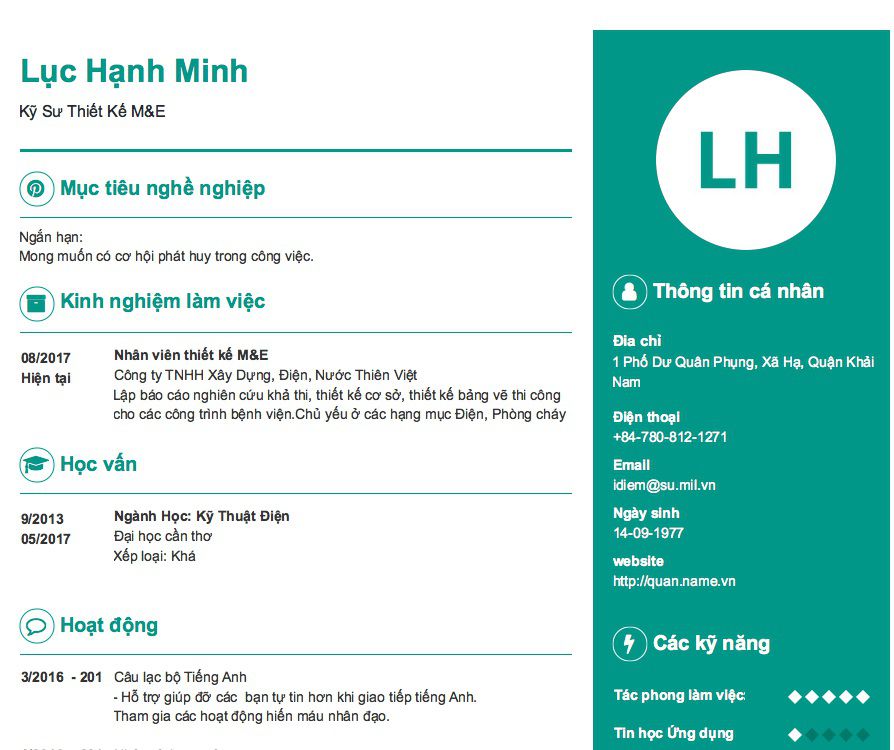 Lục Hạnh Minh
Kỹ Sư Thiết Kế M&E
Mục tiêu nghề nghiệp
Ngắn hạn:
Mong muốn có cơ hội phát huy trong công việc.
Kinh nghiệm làm việc
08/2017
Hiện tại
Nhân viên thiết kế M&E
Công ty TNHH Xây Dựng, Điện, Nước Thiên Việt
Lập báo cáo nghiên cứu khả thi, thiết kế cơ sở, thiết kế bảng vẽ thi công
cho các công trình bệnh viện.Chủ yếu ở các hạng mục Điện, Phòng cháy
Học vấn
9/2013
05/2017
Ngành Học: Kỹ Thuật Điện
Đại học cần thơ
Xếp loại: Khá
Hoạt động
3/2016 - 201
Câu lạc bộ Tiếng Anh
- Hỗ trợ giúp đỡ các bạn tự tin hơn khi giao tiếp tiếng Anh.
Tham gia các hoạt động hiến máu nhân đạo.
LH
Thông tin cá nhân
Đia chỉ
1 Phố Dư Quân Phụng, Xã Hạ, Quận Khải
Nam
Điện thoại
+84-780-812-1271
Email
idiem@su.mil.vn
Ngày sinh
14-09-1977
website
http://quan.name.vn
Các kỹ năng
Tác phong làm việc:
Tin học Ứng dụng